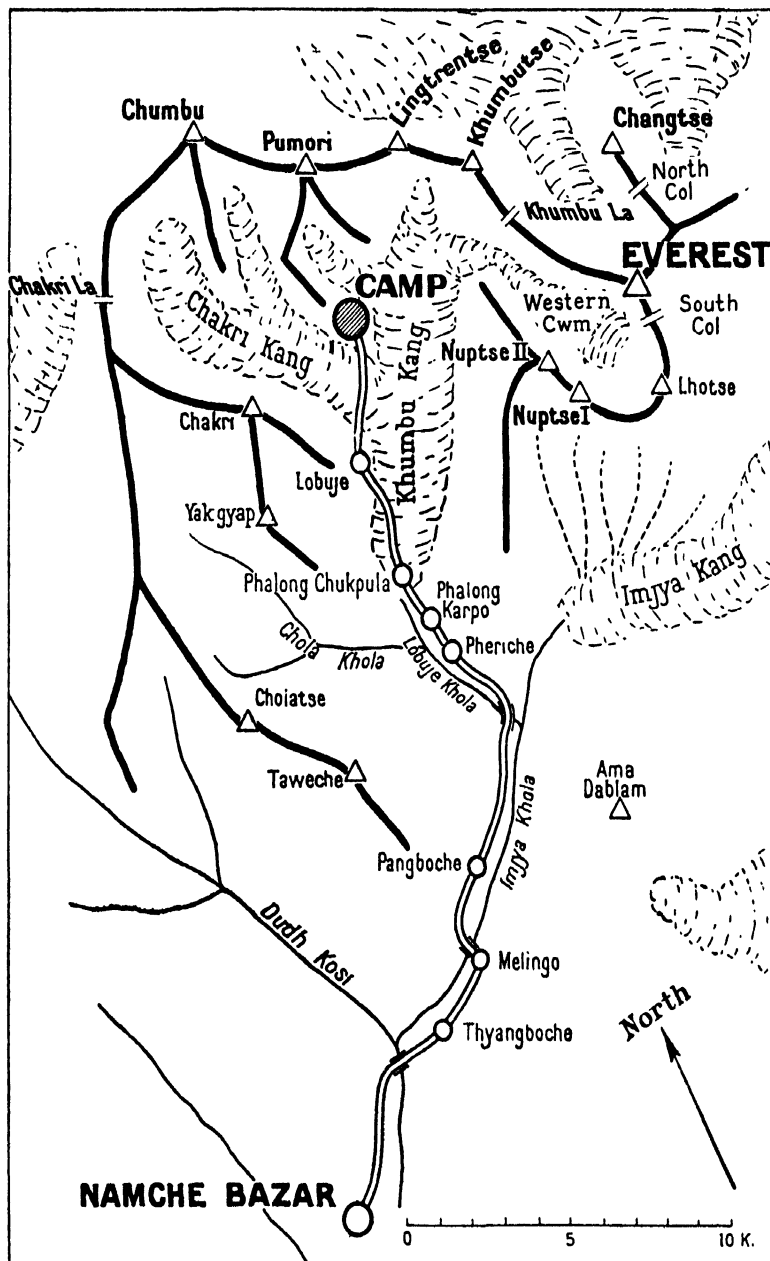 Lingtrentse
Khumbutse
Chumbu
Pumori
Changtse
North
Col
Khumbu La
EVEREST
Chakri La
CAMP
Chakri Kang
Western
Cwm
South
Col
Nuptse II
Khumbu Kang
Lhotse
Nuptse I
Chakri
Lobuje
Yakgyap
Phalong Chukpula
Phalong
Karpo
Imjya Kang
Pheriche
Chola
Khola
Lobuje Khola
Choiatse
Taweche
Ama
Dablam
Imjya Khola
Pangboche
Dudh Kosi
Melingo
North
Thyangboche
NAMCHE BAZAR
0 5 10 K.